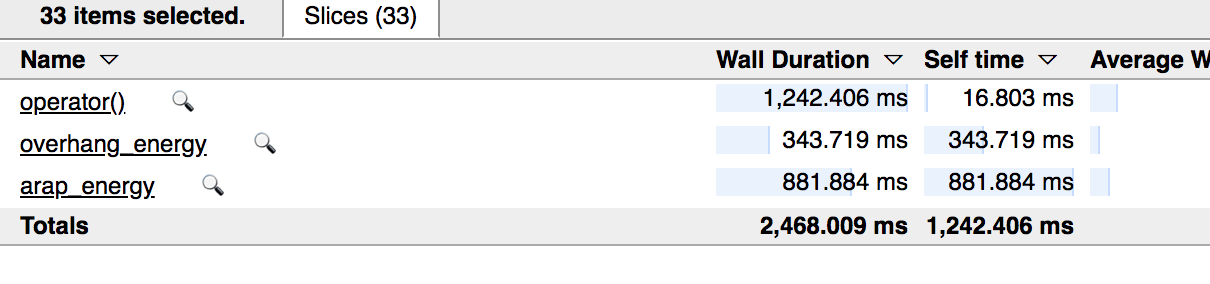 33 items selected. Slices (33)
Name Wall Duration Self time Average W
operator() 1,242.406 ms 16.803 ms
overhang_energy 343.719 ms 343.719 ms
arap_energy 881.884 ms 881.884 ms
Totals 2,468.009 ms 1,242.406 ms